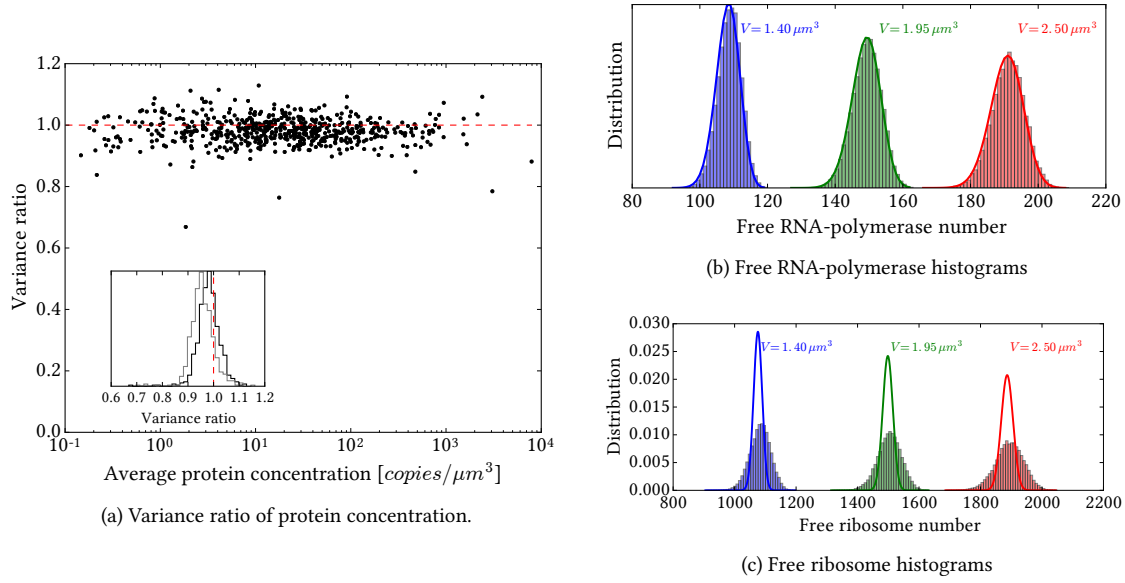 1.2
1.0
0.8
0.6
0.4
0.2
0.0
Variance ratio
10^-1 10^0 10^1 10^2 10^3 10^4
Average protein concentration [copies/μm^3]
0.6 0.7 0.8 0.9 1.0 1.1 1.2
Variance ratio
(a) Variance ratio of protein concentration.
V = 1.40 μm^3
V = 1.95 μm^3
V = 2.50 μm^3
Distribution
80 100 120 140 160 180 200 220
Free RNA-polymerase number
(b) Free RNA-polymerase histograms
0.030
0.025
0.020
0.015
0.010
0.005
0.000
Distribution
V = 1.40 μm^3
V = 1.95 μm^3
V = 2.50 μm^3
800 1000 1200 1400 1600 1800 2000 2200
Free ribosome number
(c) Free ribosome histograms